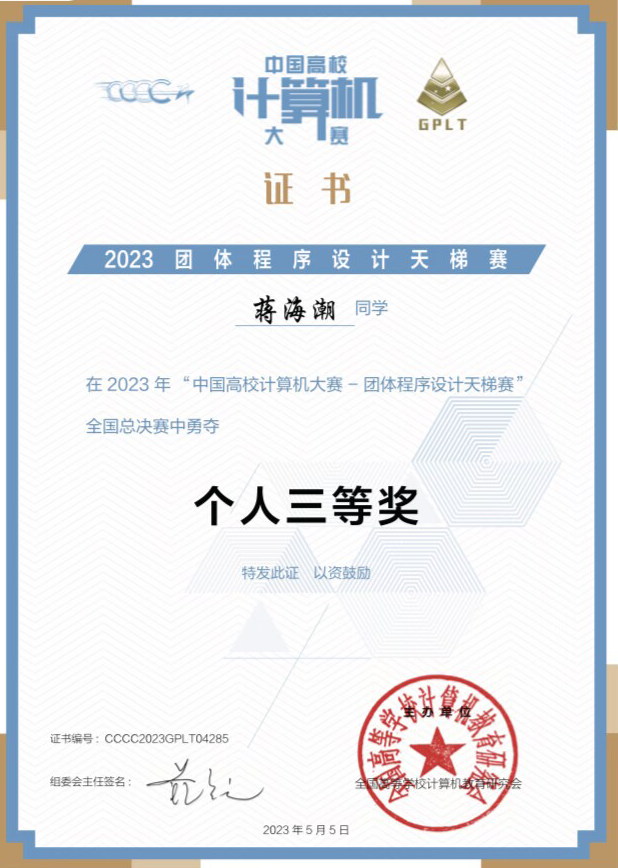 CCCC
中国高校
计算机
大赛
GPLT
证书
2023 团体程序设计天梯赛
蒋海潮 同学
在 2023 年 “中国高校计算机大赛 – 团体程序设计天梯赛”
全国总决赛中勇夺
个人三等奖
特发此证 以资鼓励
全国高等学校计算机教育研究会
主办单位
证书编号：CCCC2023GPLT04285
组委会主任签名：
全国高等学校计算机教育研究会
2023 年 5 月 5 日